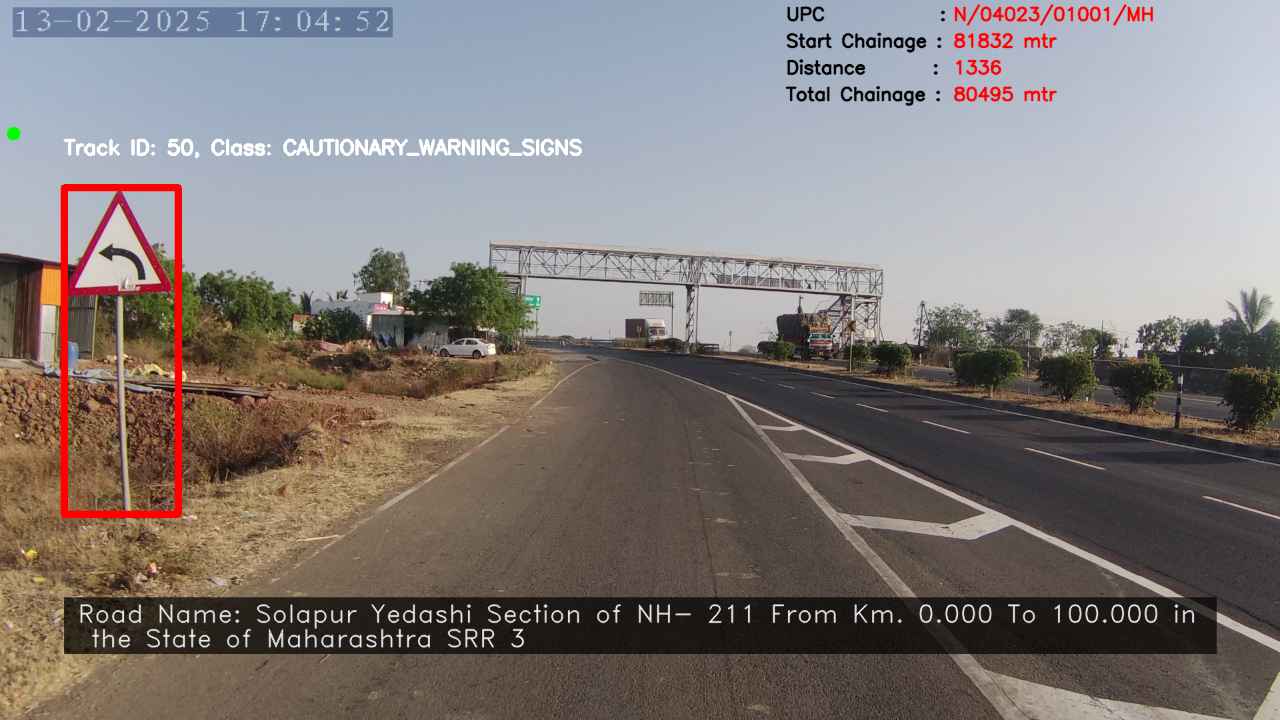 13-02-2025 17:04:52
UPC : N/04023/01001/MH
Start Chainage : 81832 mtr
Distance : 1336
Total Chainage : 80495 mtr
Track ID: 50, Class: CAUTIONARY_WARNING_SIGNS
Road Name: Solapur Yedashi Section of NH- 211 From Km. 0.000 To 100.000 in
the State of Maharashtra SRR 3